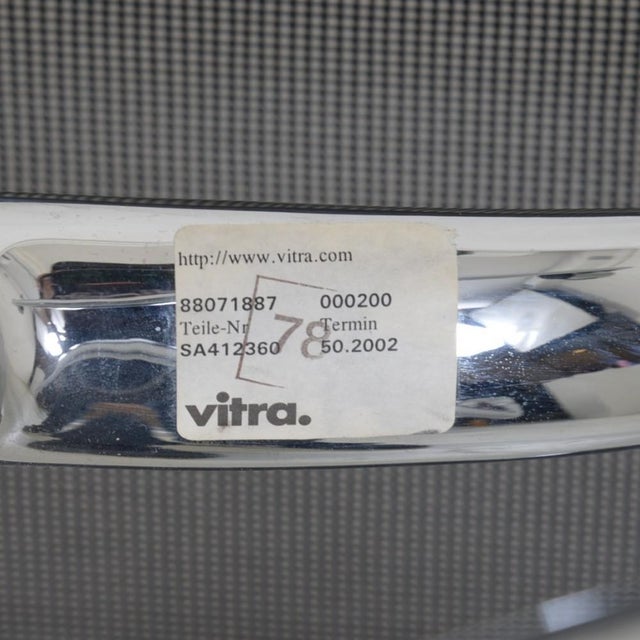 http://www.vitra.com
88071887 000200
Teile-Nr Termin
SA412360 50.2002
78
vitra.